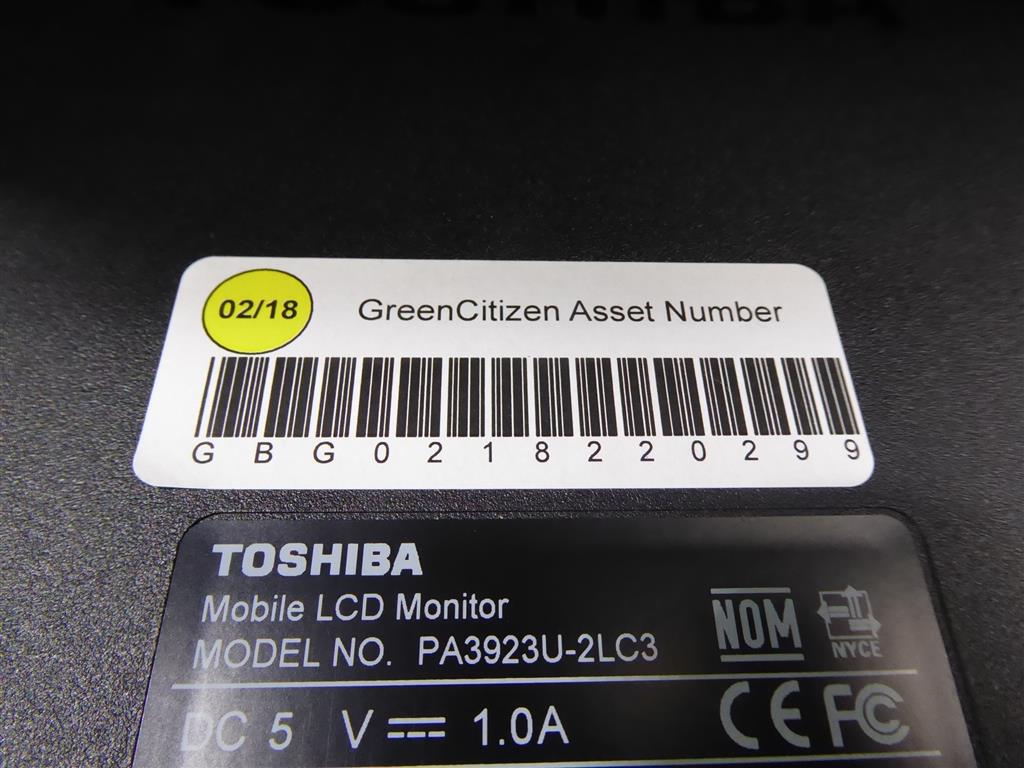 TOSHIBA
02/18 GreenCitizen Asset Number
GBG0218220299
TOSHIBA
Mobile LCD Monitor
MODEL NO. PA3923U-2LC3
NOM NYCE
DC 5 V 1.0A CE FC